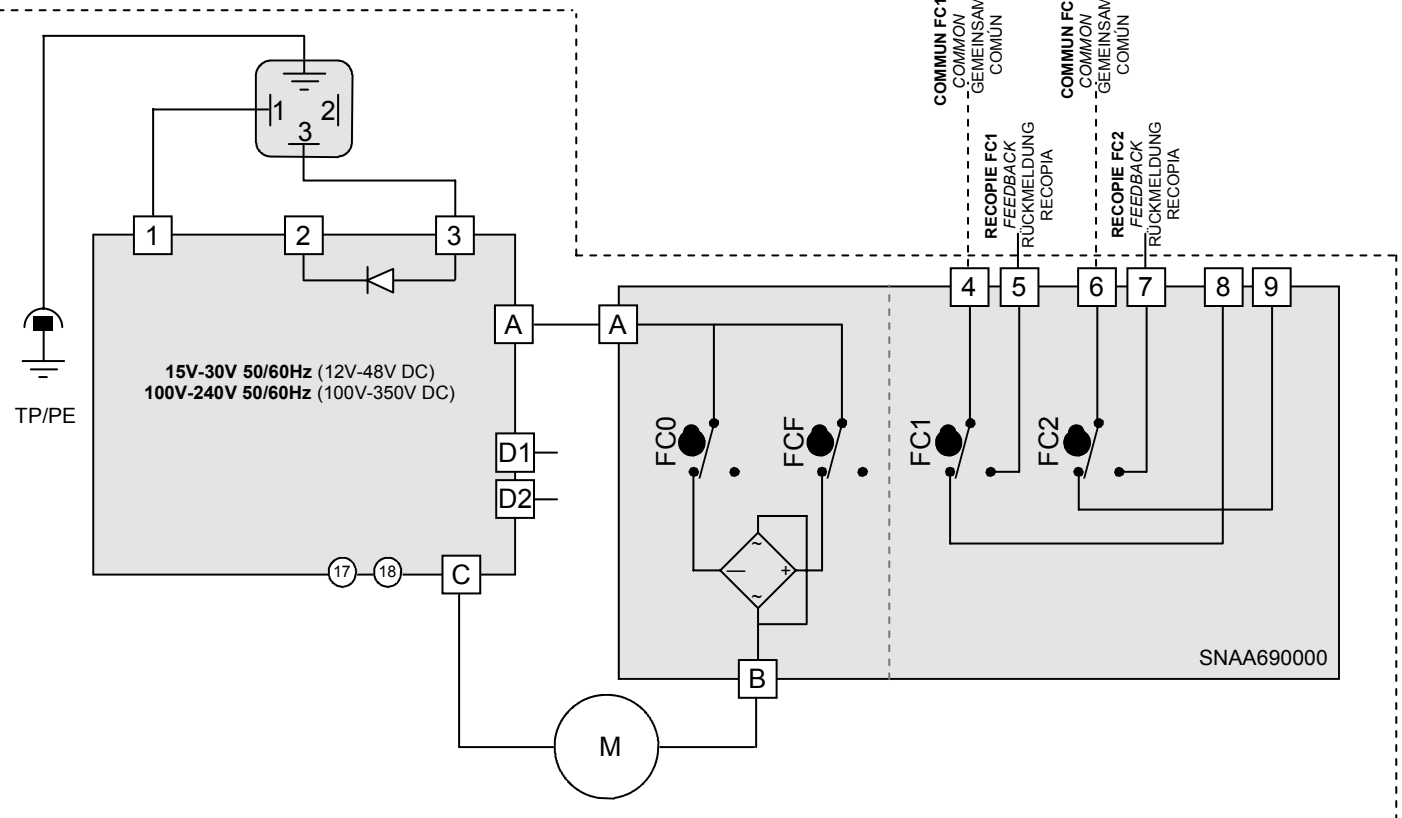 COMMUN FC1
COMMON
GEMEINSAM
COMÚN
COMMUN FC
COMMON
GEMEINSAM
COMÚN
RECOPIE FC1
FEEDBACK
RÜCKMELDUNG
RECOPIA
RECOPIE FC2
FEEDBACK
RÜCKMELDUNG
RECOPIA
1 2
3
1 2 3
4 5 6 7 8 9
A A
TP/PE
15V-30V 50/60Hz (12V-48V DC)
100V-240V 50/60Hz (100V-350V DC)
FC0 FCF FC1 FC2
D1
D2
~
— +
~
17 18 C
SNAA690000
B
M